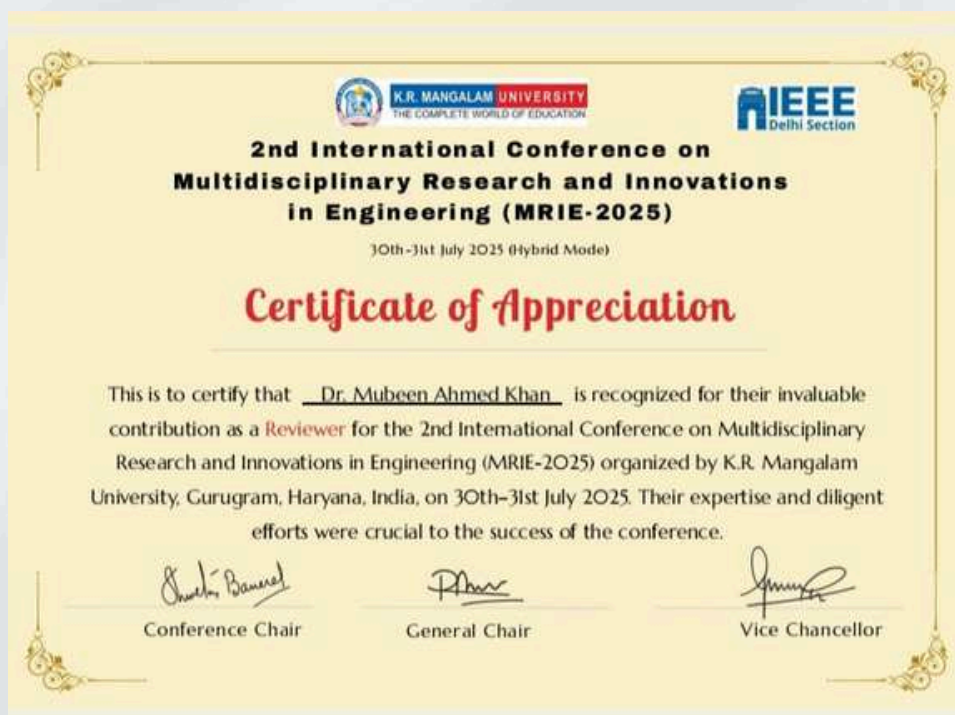 K.R. MANGALAM UNIVERSITY
THE COMPLETE WORLD OF EDUCATION
IEEE
Delhi Section
2nd International Conference on
Multidisciplinary Research and Innovations
in Engineering (MRIE-2025)
30th-31st July 2025 (Hybrid Mode)
Certificate of Appreciation
This is to certify that Dr. Mubeen Ahmed Khan is recognized for their invaluable
contribution as a Reviewer for the 2nd International Conference on Multidisciplinary
Research and Innovations in Engineering (MRIE-2025) organized by K.R. Mangalam
University, Gurugram, Haryana, India, on 30th-31st July 2025. Their expertise and diligent
efforts were crucial to the success of the conference.
Conference Chair
General Chair
Vice Chancellor